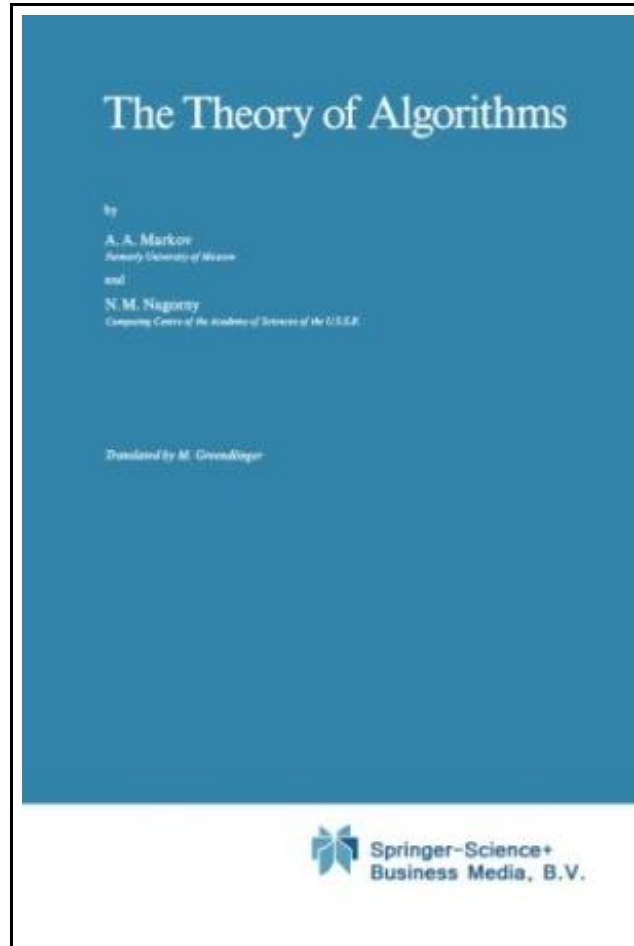 The Theory of Algorithms
by
A. A. Markov
Formerly University of Moscow
and
N. M. Nagorny
Computing Centre of the Academy of Sciences of the U.S.S.R.
Translated by M. Greendlinger
Springer-Science+
Business Media, B.V.